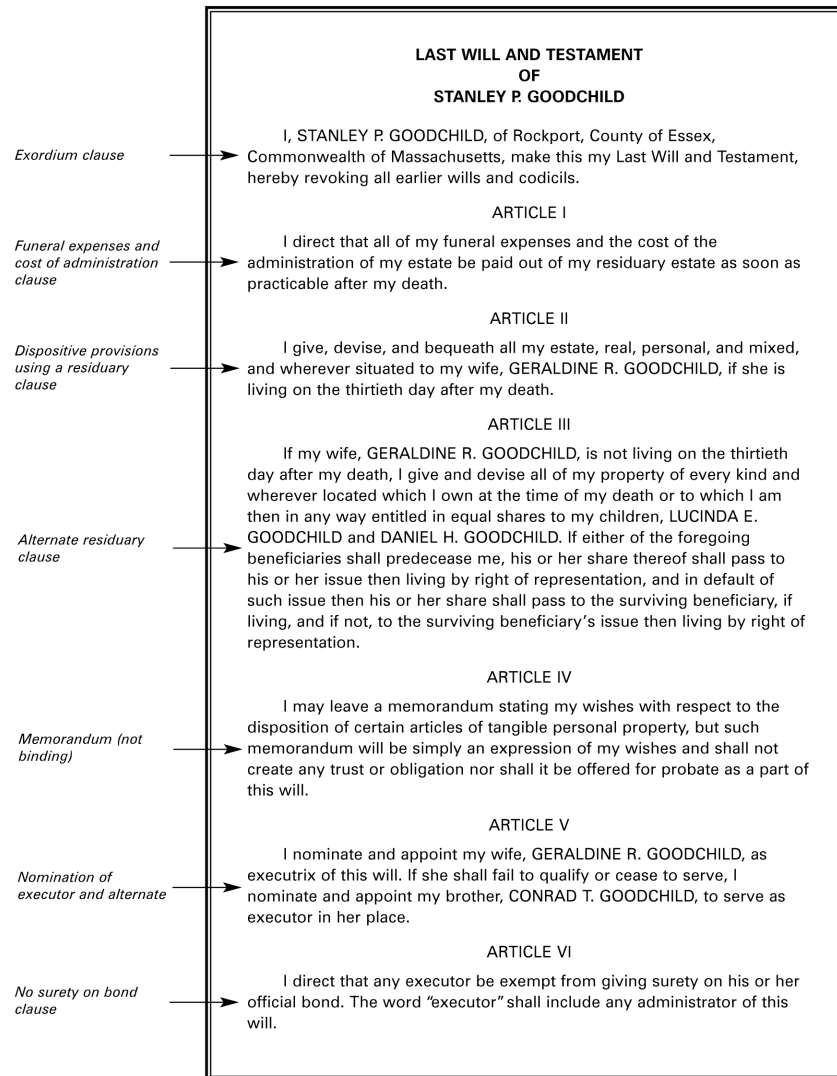 LAST WILL AND TESTAMENT
OF
STANLEY P. GOODCHILD
Exordium clause
I, STANLEY P. GOODCHILD, of Rockport, County of Essex,
Commonwealth of Massachusetts, make this my Last Will and Testament,
hereby revoking all earlier wills and codicils.
ARTICLE I
Funeral expenses and
cost of administration
clause
I direct that all of my funeral expenses and the cost of the
administration of my estate be paid out of my residuary estate as soon as
practicable after my death.
ARTICLE II
Dispositive provisions
using a residuary
clause
I give, devise, and bequeath all my estate, real, personal, and mixed,
and wherever situated to my wife, GERALDINE R. GOODCHILD, if she is
living on the thirtieth day after my death.
ARTICLE III
Alternate residuary
clause
If my wife, GERALDINE R. GOODCHILD, is not living on the thirtieth
day after my death, I give and devise all of my property of every kind and
wherever located which I own at the time of my death or to which I am
then in any way entitled in equal shares to my children, LUCINDA E.
GOODCHILD and DANIEL H. GOODCHILD. If either of the foregoing
beneficiaries shall predecease me, his or her share thereof shall pass to
his or her issue then living by right of representation, and in default of
such issue then his or her share shall pass to the surviving beneficiary, if
living, and if not, to the surviving beneficiary's issue then living by right of
representation.
ARTICLE IV
Memorandum (not
binding)
I may leave a memorandum stating my wishes with respect to the
disposition of certain articles of tangible personal property, but such
memorandum will be simply an expression of my wishes and shall not
create any trust or obligation nor shall it be offered for probate as a part of
this will.
ARTICLE V
Nomination of
executor and alternate
I nominate and appoint my wife, GERALDINE R. GOODCHILD, as
executrix of this will. If she shall fail to qualify or cease to serve, I
nominate and appoint my brother, CONRAD T. GOODCHILD, to serve as
executor in her place.
ARTICLE VI
No surety on bond
clause
I direct that any executor be exempt from giving surety on his or her
official bond. The word "executor" shall include any administrator of this
will.